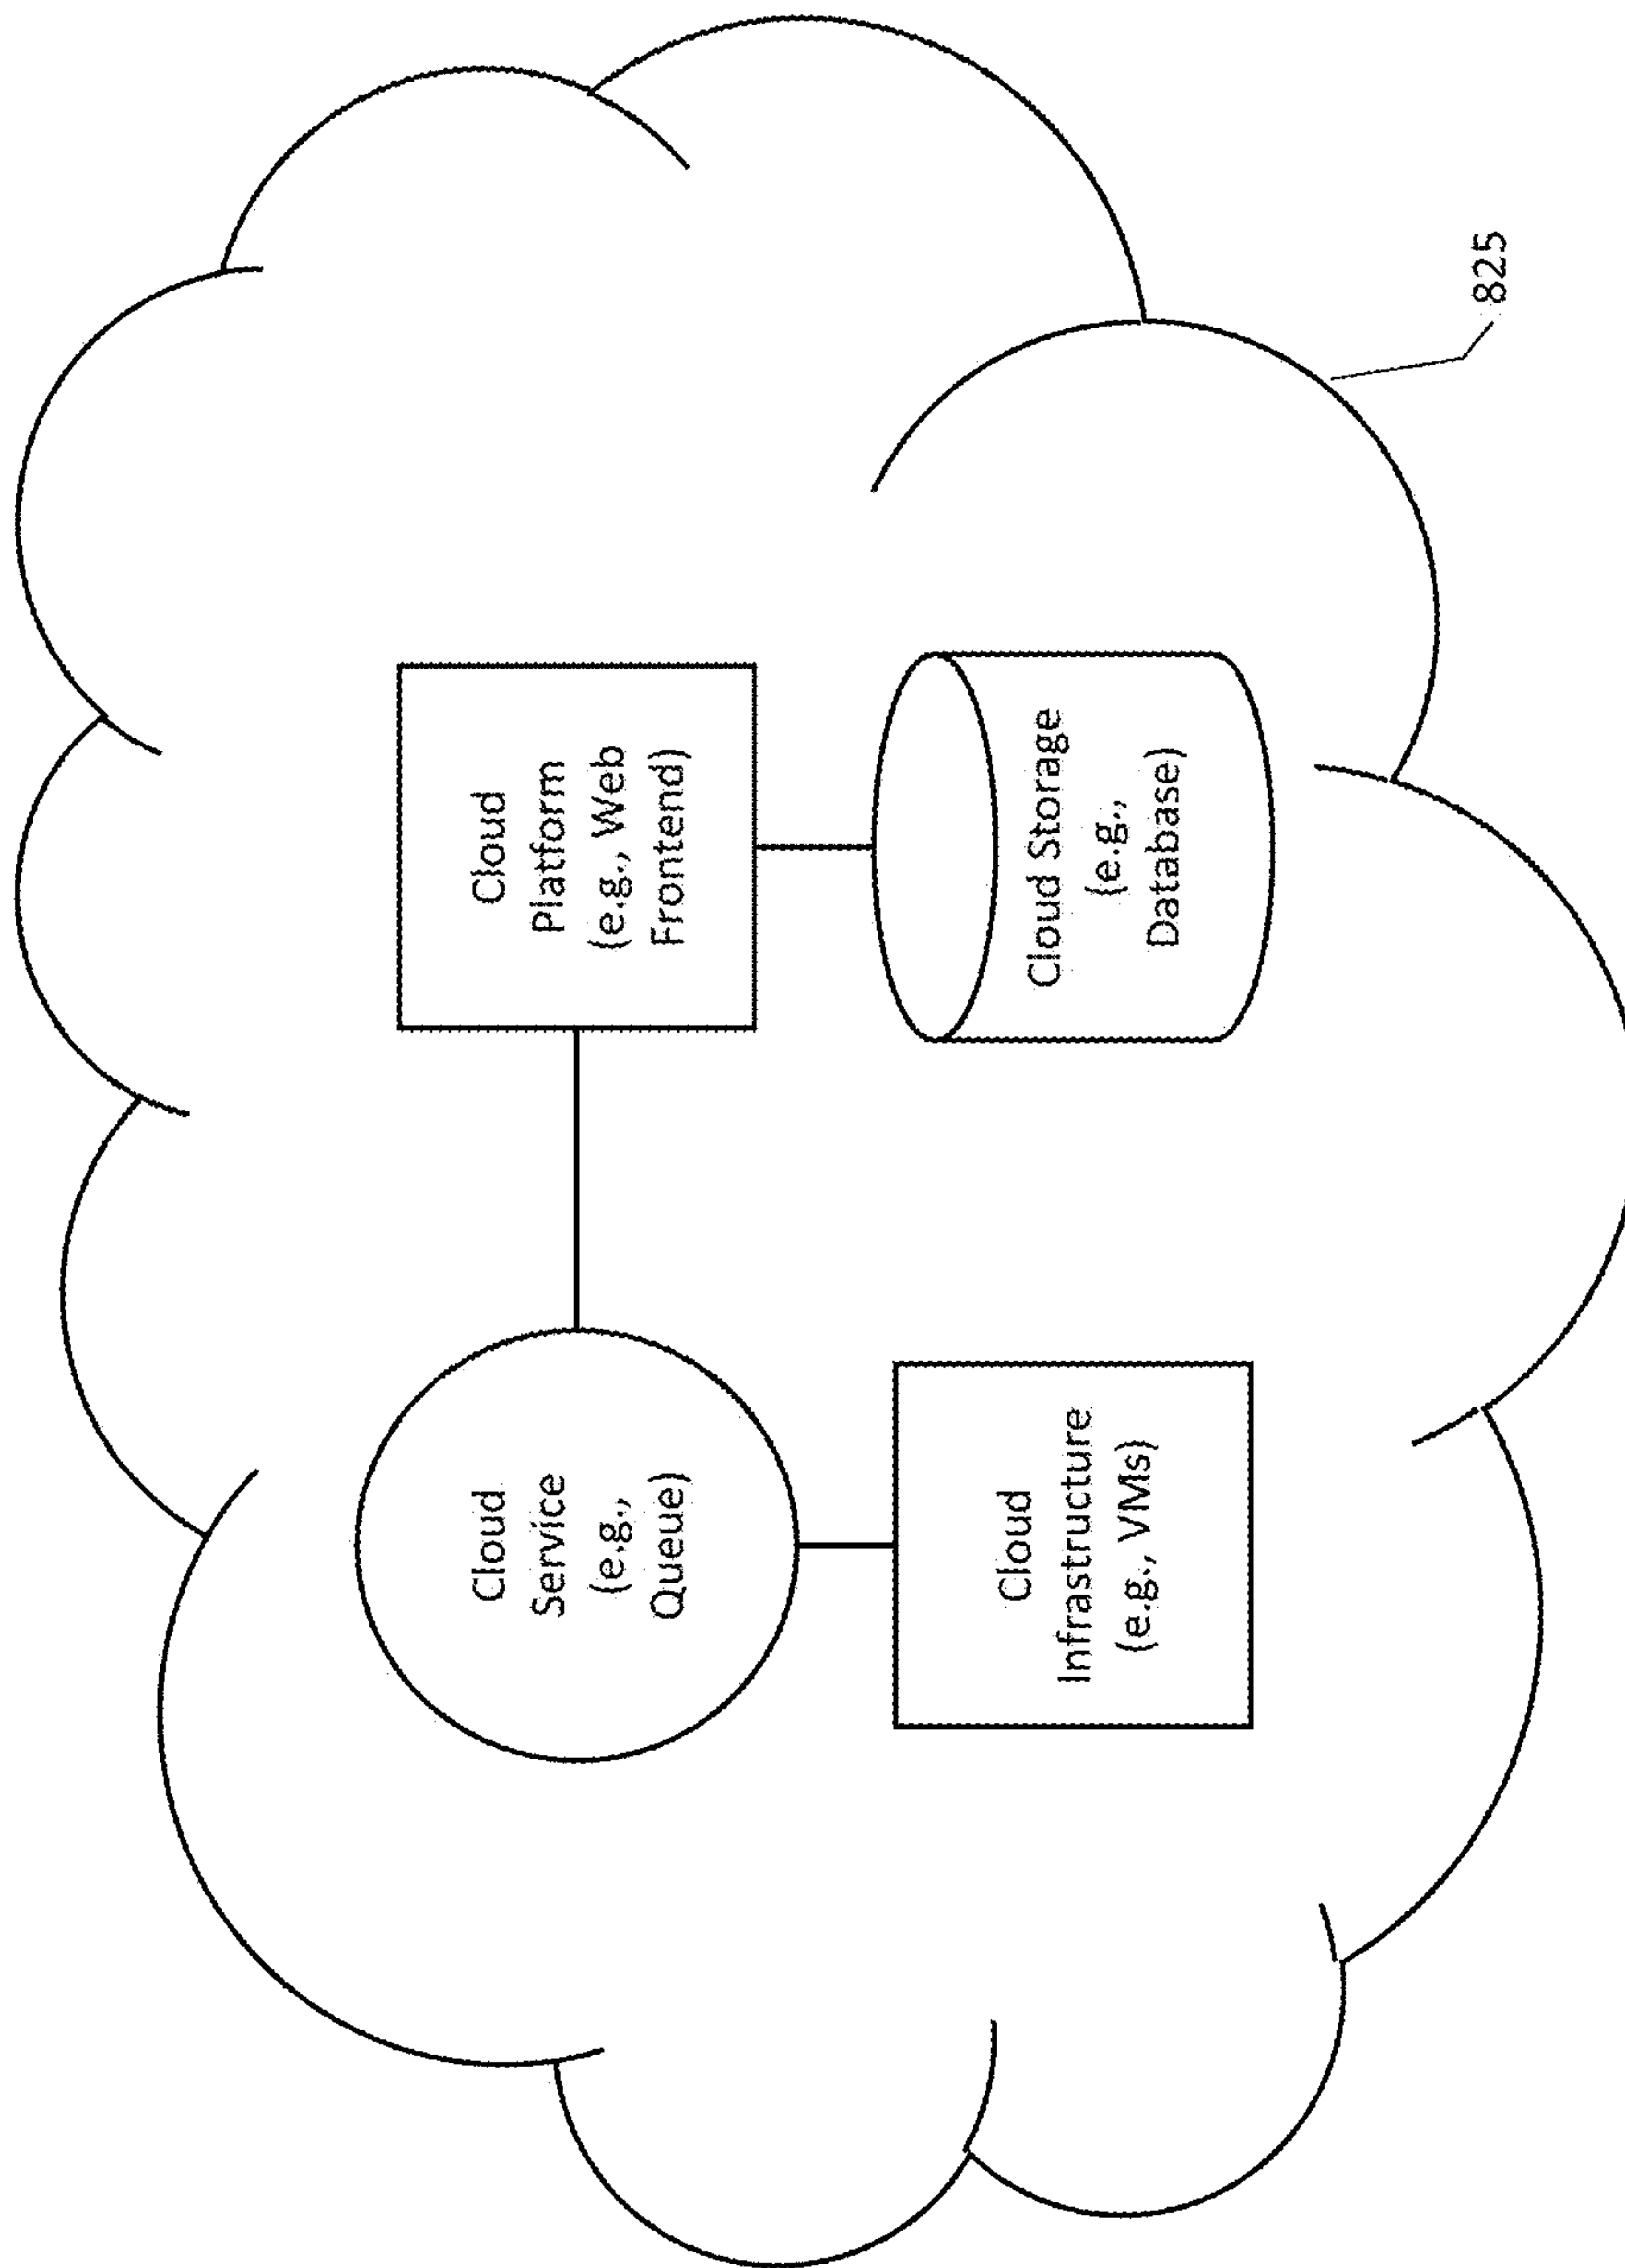 Cloud
Service
(e.g.,
Queue)
Cloud
Platform
(e.g., Web
Frontend)
Cloud
Infrastructure
(e.g., VMs)
Cloud Storage
(e.g.,
Database)
825